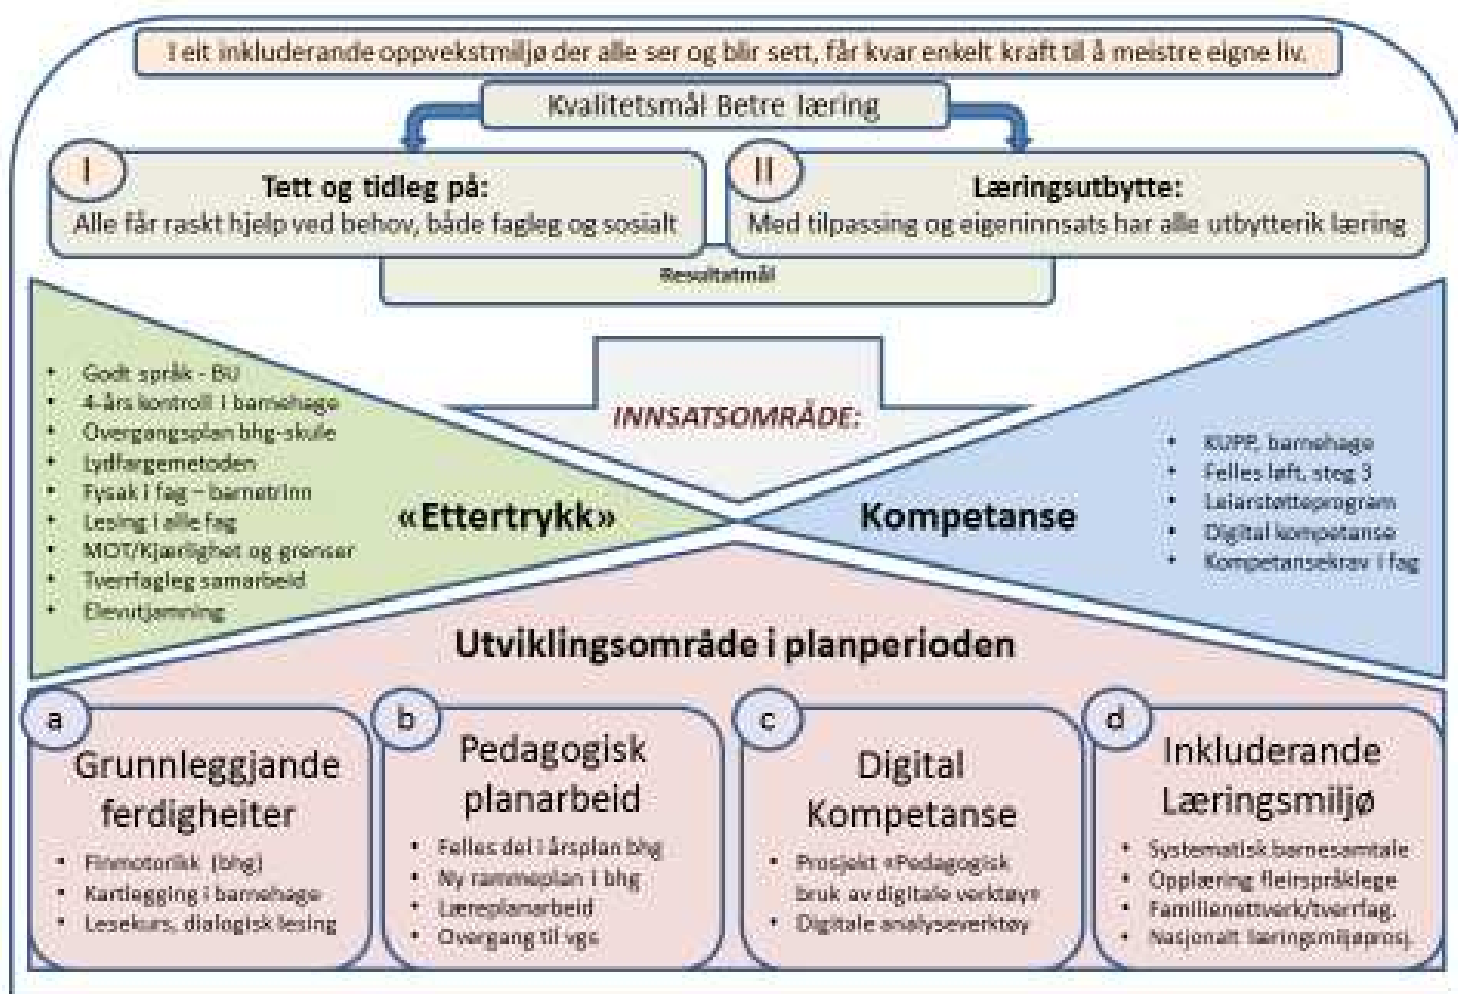 I eit inkluderande oppvekstmiljø der alle ser og blir sett, får kvar enkelt kraft til å meistre eigne liv.
Kvalitetsmål Betre læring
I
Tett og tidleg på:
Alle får raskt hjelp ved behov, både fagleg og sosialt
II
Læringsutbytte:
Med tilpassing og eigeninnsats har alle utbytterik læring
Resultatmål
INNSATSOMRÅDE:
• Godt språk - BU
• 4-års kontroll i barnehage
• Overgangsplan bhg-skule
• Lydfargemetoden
• Fysak i fag – barnetrinn
• Lesing i alle fag
• MOT/Kjærlighet og grenser
• Tverrfagleg samarbeid
• Elevutjamning
«Ettertrykk»
Kompetanse
• KUPP, barnehage
• Felles løft, steg 3
• Leiarstøtteprogram
• Digital kompetanse
• Kompetansekrav i fag
Utviklingsområde i planperioden
a
Grunnleggjande
ferdigheiter
• Finmotorikk (bhg)
• Kartlegging i barnehage
• Lesekurs, dialogisk lesing
b
Pedagogisk
planarbeid
• Felles del i årsplan bhg
• Ny rammeplan i bhg
• Læreplanarbeid
• Overgang til vgs
c
Digital
Kompetanse
• Prosjekt «Pedagogisk
bruk av digitale verktøy»
• Digitale analyseverktøy
d
Inkluderande
Læringsmiljø
• Systematisk barnesamtale
• Opplæring fleirspråklege
• Familienettverk/tverrfag.
• Nasjonalt læringsmiljøprosj.